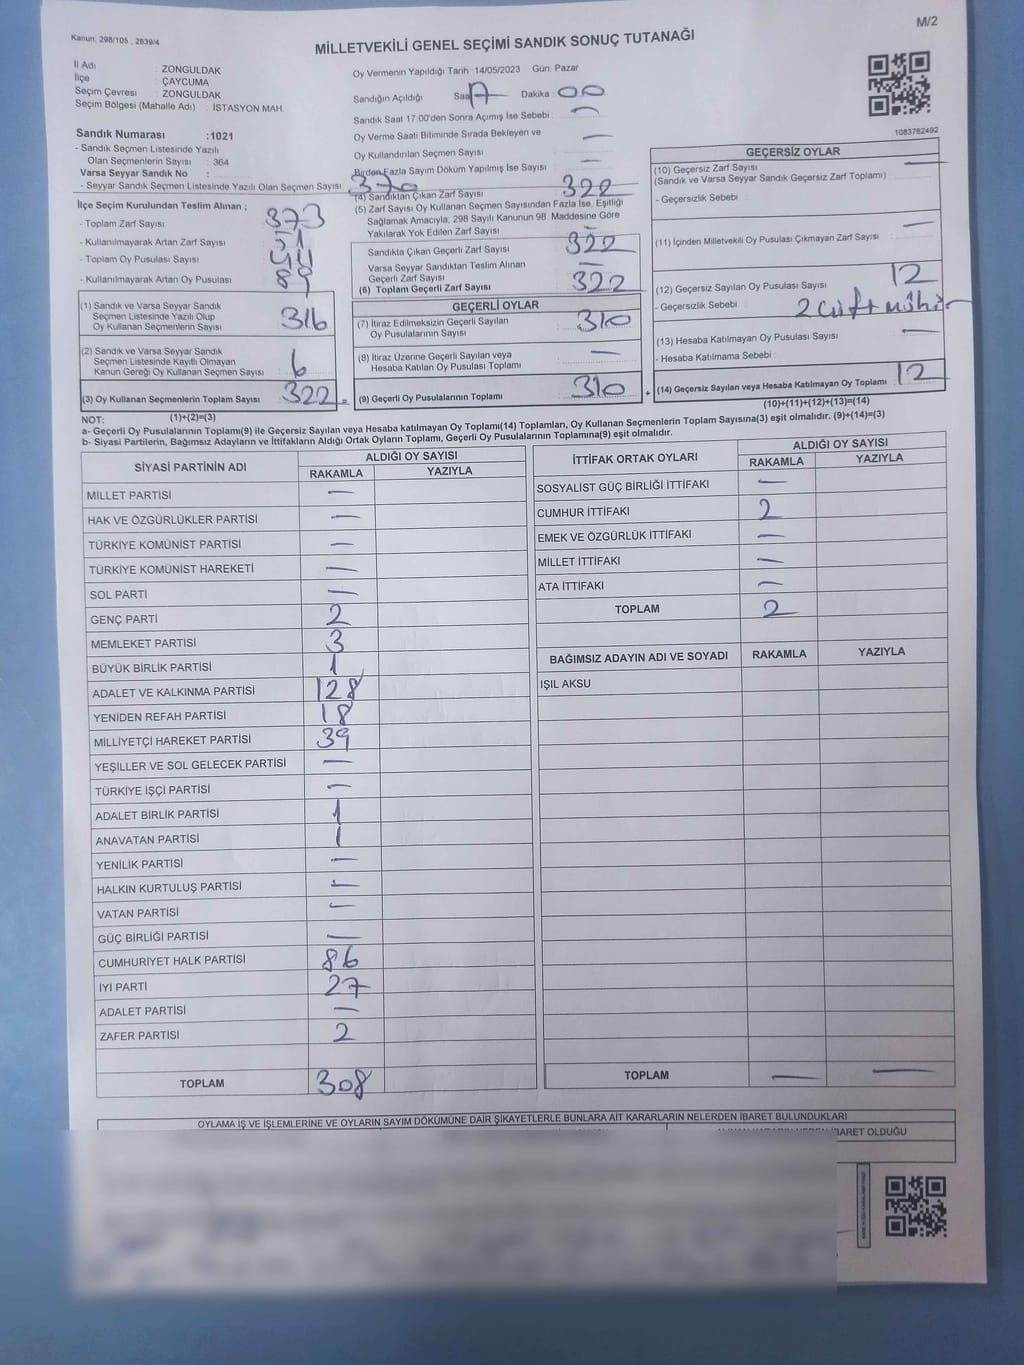 M/2
Kanun: 298/105 , 2839/4
MİLLETVEKİLİ GENEL SEÇİMİ SANDIK SONUÇ TUTANAĞI
İl Adı : ZONGULDAK
İlçe : ÇAYCUMA
Seçim Çevresi : ZONGULDAK
Seçim Bölgesi (Mahalle Adı) : İSTASYON MAH.
Sandık Numarası :1021
- Sandık Seçmen Listesinde Yazılı
Olan Seçmenlerin Sayısı : 364
Varsa Seyyar Sandık No :
- Seyyar Sandık Seçmen Listesinde Yazılı Olan Seçmen Sayısı
Oy Vermenin Yapıldığı Tarih :14/05/2023 Gün: Pazar
Sandığın Açıldığı Saat 17 Dakika 00
Sandık Saat 17.00'den Sonra Açımış İse Sebebi : —
Oy Verme Saati Bitiminde Sırada Bekleyen ve
Oy Kullandırılan Seçmen Sayısı —
Birden Fazla Sayım Döküm Yapılmış İse Sayısı —
1083762492
İlçe Seçim Kurulundan Teslim Alınan ;
370
- Toplam Zarf Sayısı : 373
- Kullanılmayarak Artan Zarf Sayısı : 51
- Toplam Oy Pusulası Sayısı :
- Kullanılmayarak Artan Oy Pusulası :
(1) Sandık ve Varsa Seyyar Sandık
Seçmen Listesinde Yazılı Olup
Oy Kullanan Seçmenlerin Sayısı : 316
(2) Sandık ve Varsa Seyyar Sandık
Seçmen Listesinde Kayıtlı Olmayan
Kanun Gereği Oy Kullanan Seçmen Sayısı : 6
(3) Oy Kullanan Seçmenlerin Toplam Sayısı 322 =
(4) Sandıktan Çıkan Zarf Sayısı : 322
(5) Zarf Sayısı Oy Kullanan Seçmen Sayısından Fazla İse, Eşitliği
Sağlamak Amacıyla, 298 Sayılı Kanunun 98. Maddesine Göre
Yakılarak Yok Edilen Zarf Sayısı : —
Sandıkta Çıkan Geçerli Zarf Sayısı : 322
Varsa Seyyar Sandıktan Teslim Alınan
Geçerli Zarf Sayısı : —
(6) Toplam Geçerli Zarf Sayısı : 322
GEÇERLİ OYLAR
(7) İtiraz Edilmeksizin Geçerli Sayılan
Oy Pusulalarının Sayısı : 310
(8) İtiraz Üzerine Geçerli Sayılan veya
Hesaba Katılan Oy Pusulası Toplamı : —
(9) Geçerli Oy Pusulalarının Toplamı : 310 +
GEÇERSİZ OYLAR
(10) Geçersiz Zarf Sayısı : —
(Sandık ve Varsa Seyyar Sandık Geçersiz Zarf Toplamı)
- Geçersizlik Sebebi :
(11) İçinden Milletvekili Oy Pusulası Çıkmayan Zarf Sayısı : —
(12) Geçersiz Sayılan Oy Pusulası Sayısı : 12
- Geçersizlik Sebebi : 2 çift mühür
(13) Hesaba Katılmayan Oy Pusulası Sayısı : —
- Hesaba Katılmama Sebebi :
(14) Geçersiz Sayılan veya Hesaba Katılmayan Oy Toplamı : 12
(10)+(11)+(12)+(13)=(14)
NOT: (1)+(2)=(3)
a- Geçerli Oy Pusulalarının Toplamı(9) ile Geçersiz Sayılan veya Hesaba katılmayan Oy Toplamı(14) Toplamları, Oy Kullanan Seçmenlerin Toplam Sayısına(3) eşit olmalıdır. (9)+(14)=(3)
b- Siyasi Partilerin, Bağımsız Adayların ve İttifakların Aldığı Ortak Oyların Toplamı, Geçerli Oy Pusulalarının Toplamına(9) eşit olmalıdır.
SİYASİ PARTİNİN ADI ALDIĞI OY SAYISI
RAKAMLA YAZIYLA
MİLLET PARTİSİ —
HAK VE ÖZGÜRLÜKLER PARTİSİ —
TÜRKİYE KOMÜNİST PARTİSİ —
TÜRKİYE KOMÜNİST HAREKETİ —
SOL PARTİ —
GENÇ PARTİ 2
MEMLEKET PARTİSİ 3
BÜYÜK BİRLİK PARTİSİ 1
ADALET VE KALKINMA PARTİSİ 128
YENİDEN REFAH PARTİSİ 18
MİLLİYETÇİ HAREKET PARTİSİ 39
YEŞİLLER VE SOL GELECEK PARTİSİ —
TÜRKİYE İŞÇİ PARTİSİ —
ADALET BİRLİK PARTİSİ 1
ANAVATAN PARTİSİ 1
YENİLİK PARTİSİ —
HALKIN KURTULUŞ PARTİSİ —
VATAN PARTİSİ —
GÜÇ BİRLİĞİ PARTİSİ —
CUMHURİYET HALK PARTİSİ 86
İYİ PARTİ 27
ADALET PARTİSİ —
ZAFER PARTİSİ 2
TOPLAM 308
İTTİFAK ORTAK OYLARI ALDIĞI OY SAYISI
RAKAMLA YAZIYLA
SOSYALİST GÜÇ BİRLİĞİ İTTİFAKI —
CUMHUR İTTİFAKI 2
EMEK VE ÖZGÜRLÜK İTTİFAKI —
MİLLET İTTİFAKI —
ATA İTTİFAKI —
TOPLAM 2
BAĞIMSIZ ADAYIN ADI VE SOYADI RAKAMLA YAZIYLA
IŞIL AKSU
TOPLAM — —
OYLAMA İŞ VE İŞLEMLERİNE VE OYLARIN SAYIM DÖKÜMÜNE DAİR ŞİKAYETLERLE BUNLARA AİT KARARLARIN NELERDEN İBARET BULUNDUKLARI
İBARET OLDUĞU